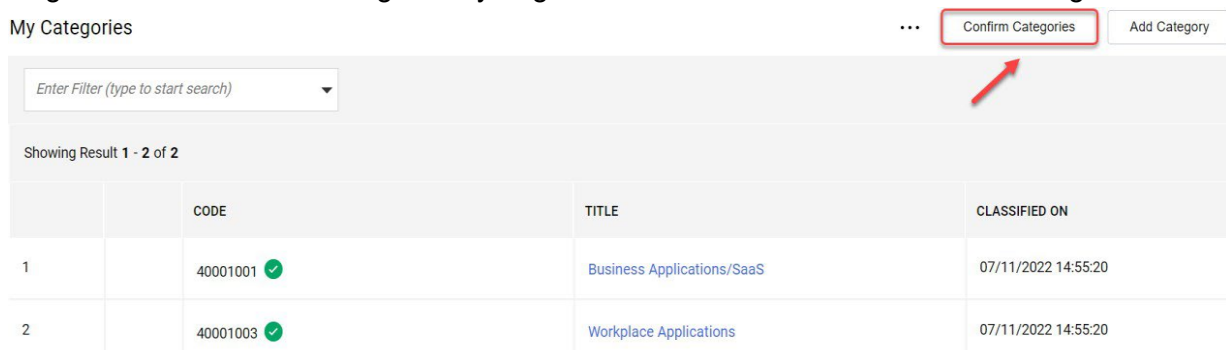 My Categories
... Confirm Categories Add Category
Enter Filter (type to start search)
Showing Result 1 - 2 of 2
CODE TITLE CLASSIFIED ON
1 40001001 Business Applications/SaaS 07/11/2022 14:55:20
2 40001003 Workplace Applications 07/11/2022 14:55:20